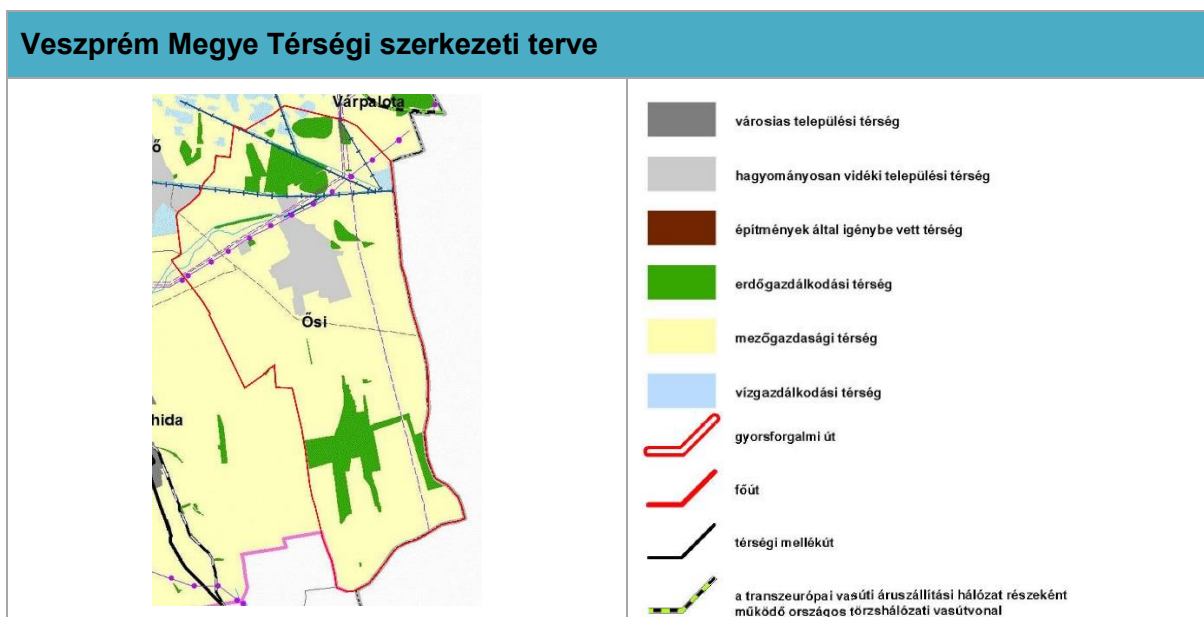 Veszprém Megye Térségi szerkezeti terve
Várpalota
ő
Ősi
hida
városias települési térség
hagyományosan vidéki települési térség
építmények által igénybe vett térség
erdőgazdálkodási térség
mezőgazdasági térség
vízgazdálkodási térség
gyorsforgalmi út
főút
térségi mellékút
a transzeurópai vasúti áruszállítási hálózat részeként
működő országos törzshálózati vasútvonal